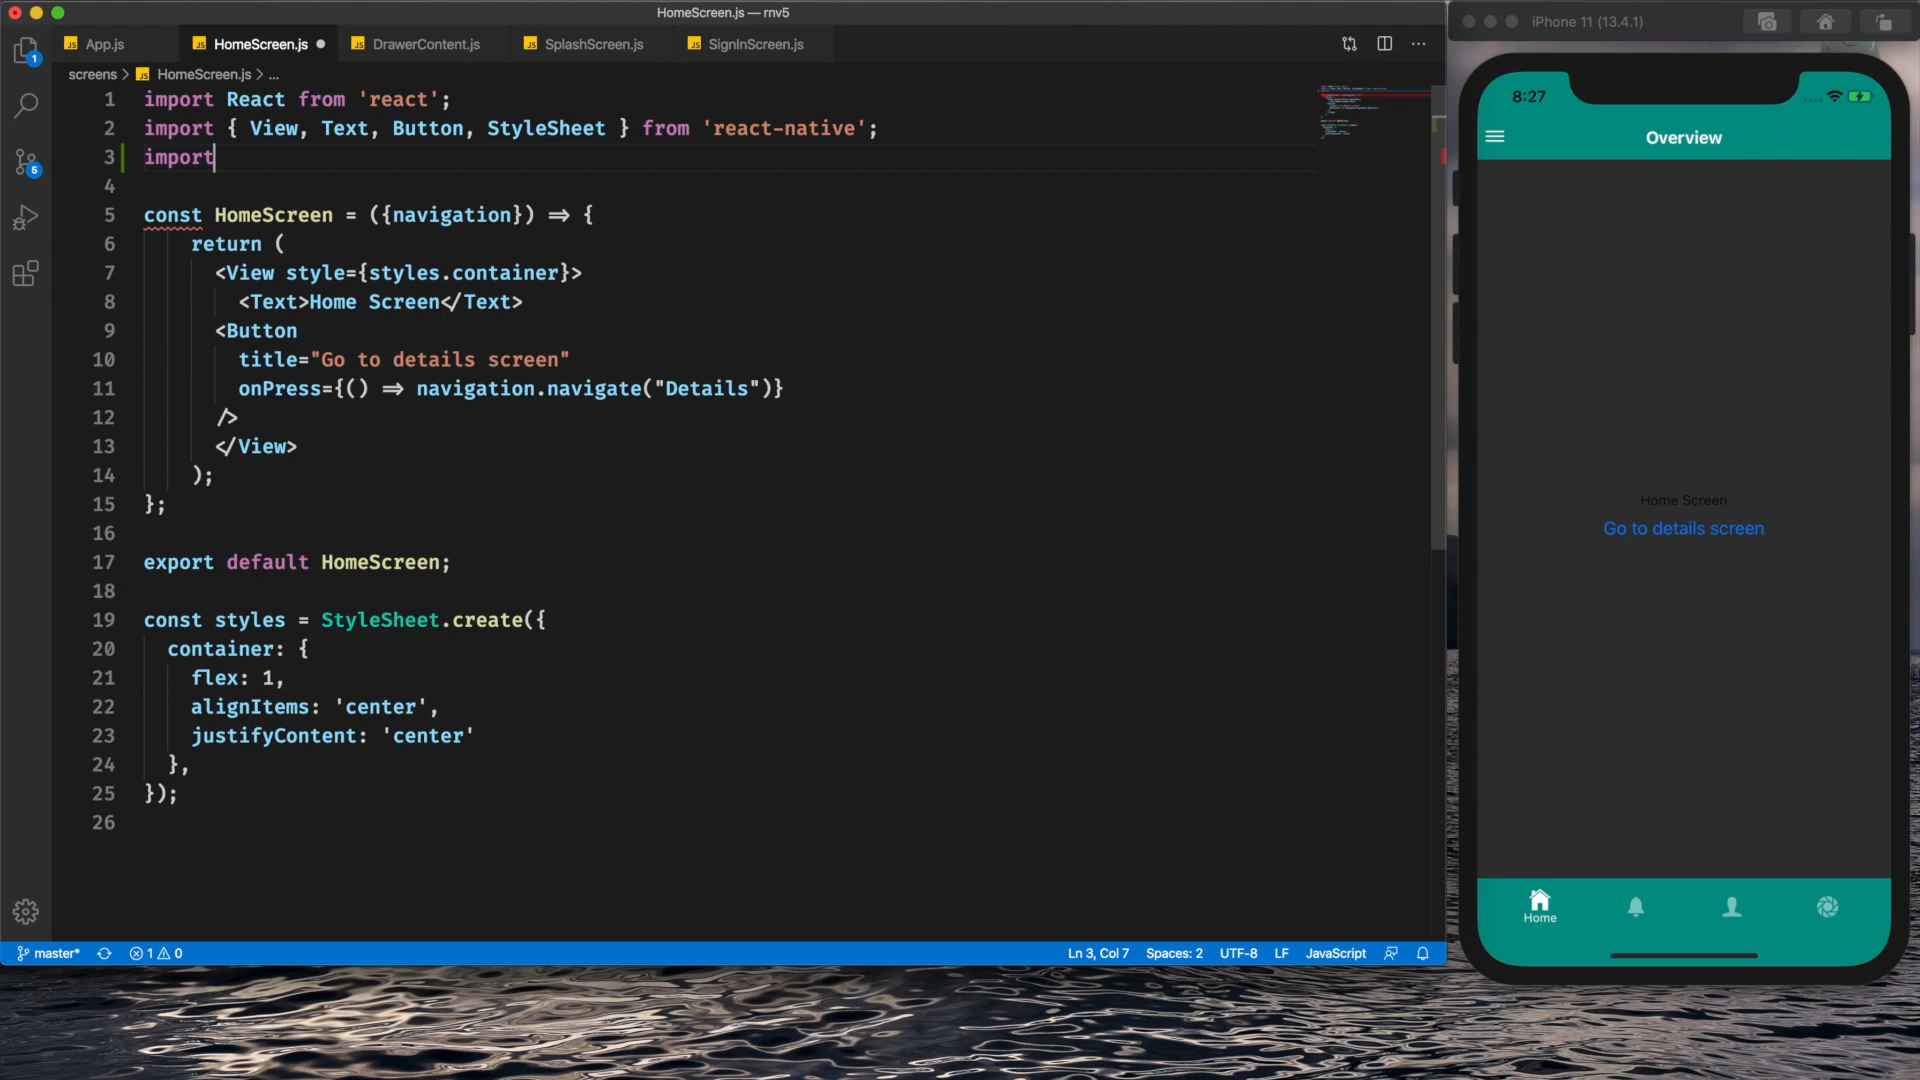 HomeScreen.js — rnv5
App.js
HomeScreen.js
DrawerContent.js
SplashScreen.js
SignInScreen.js
screens > HomeScreen.js > ...
1 import React from 'react';
2 import { View, Text, Button, StyleSheet } from 'react-native';
3 import
4
5 const HomeScreen = ({navigation}) => {
6 return (
7 <View style={styles.container}>
8 <Text>Home Screen</Text>
9 <Button
10 title="Go to details screen"
11 onPress={() => navigation.navigate("Details")}
12 />
13 </View>
14 );
15 };
16
17 export default HomeScreen;
18
19 const styles = StyleSheet.create({
20 container: {
21 flex: 1,
22 alignItems: 'center',
23 justifyContent: 'center'
24 },
25 });
26
1
5
master*
1 0
Ln 3, Col 7
Spaces: 2
UTF-8
LF
JavaScript
iPhone 11 (13.4.1)
8:27
Overview
Home Screen
Go to details screen
Home